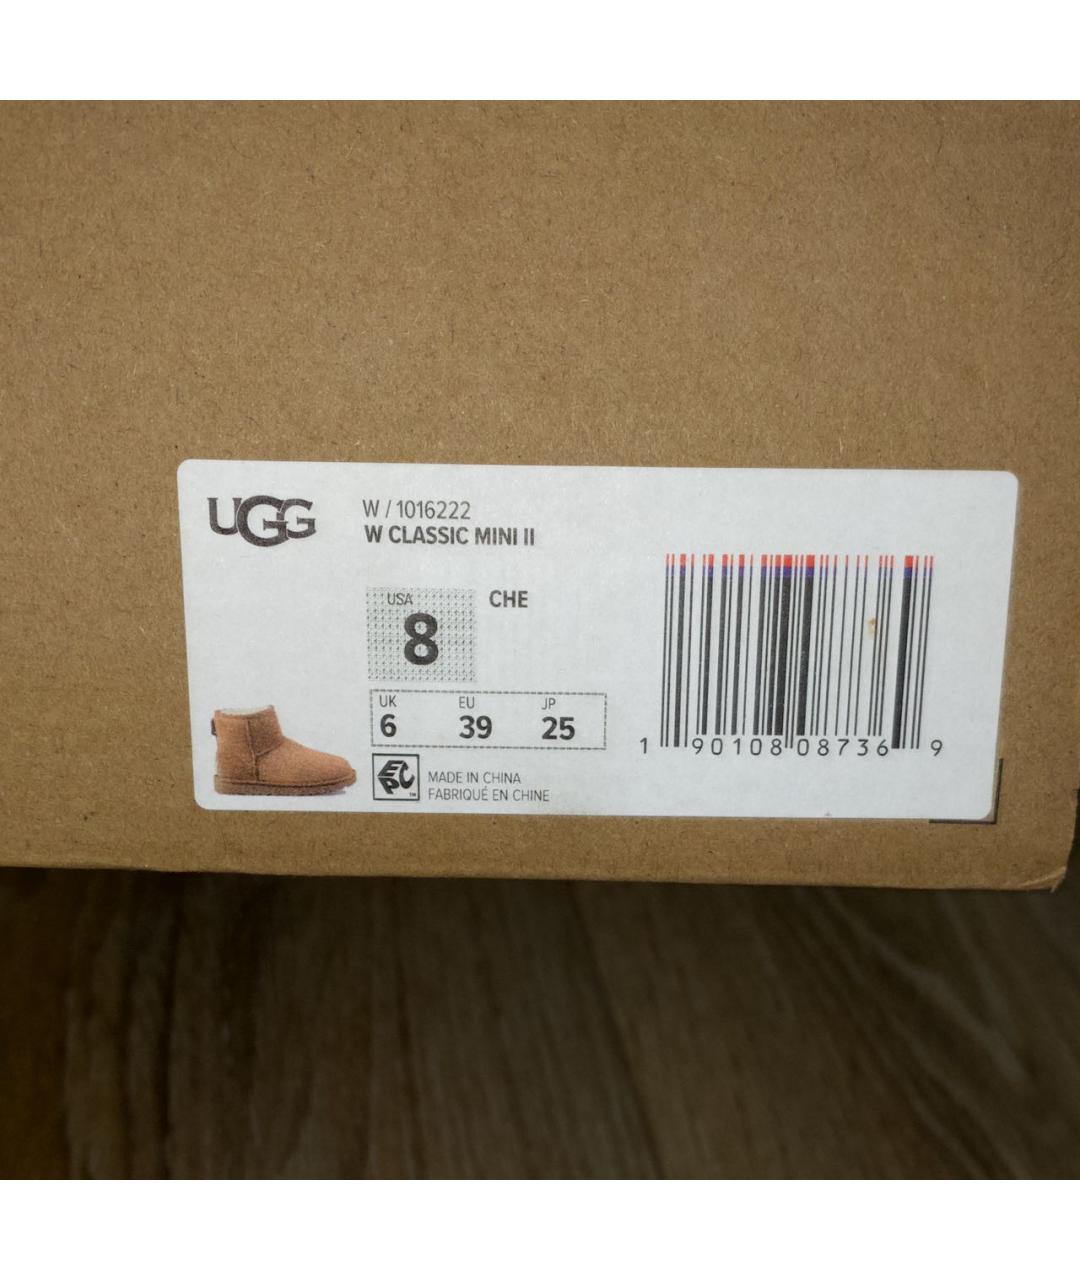 UGG
W / 1016222
W CLASSIC MINI II
USA
8
CHE
UK EU JP
6 39 25
EPC™
MADE IN CHINA
FABRIQUÉ EN CHINE
1 90108 08736 9